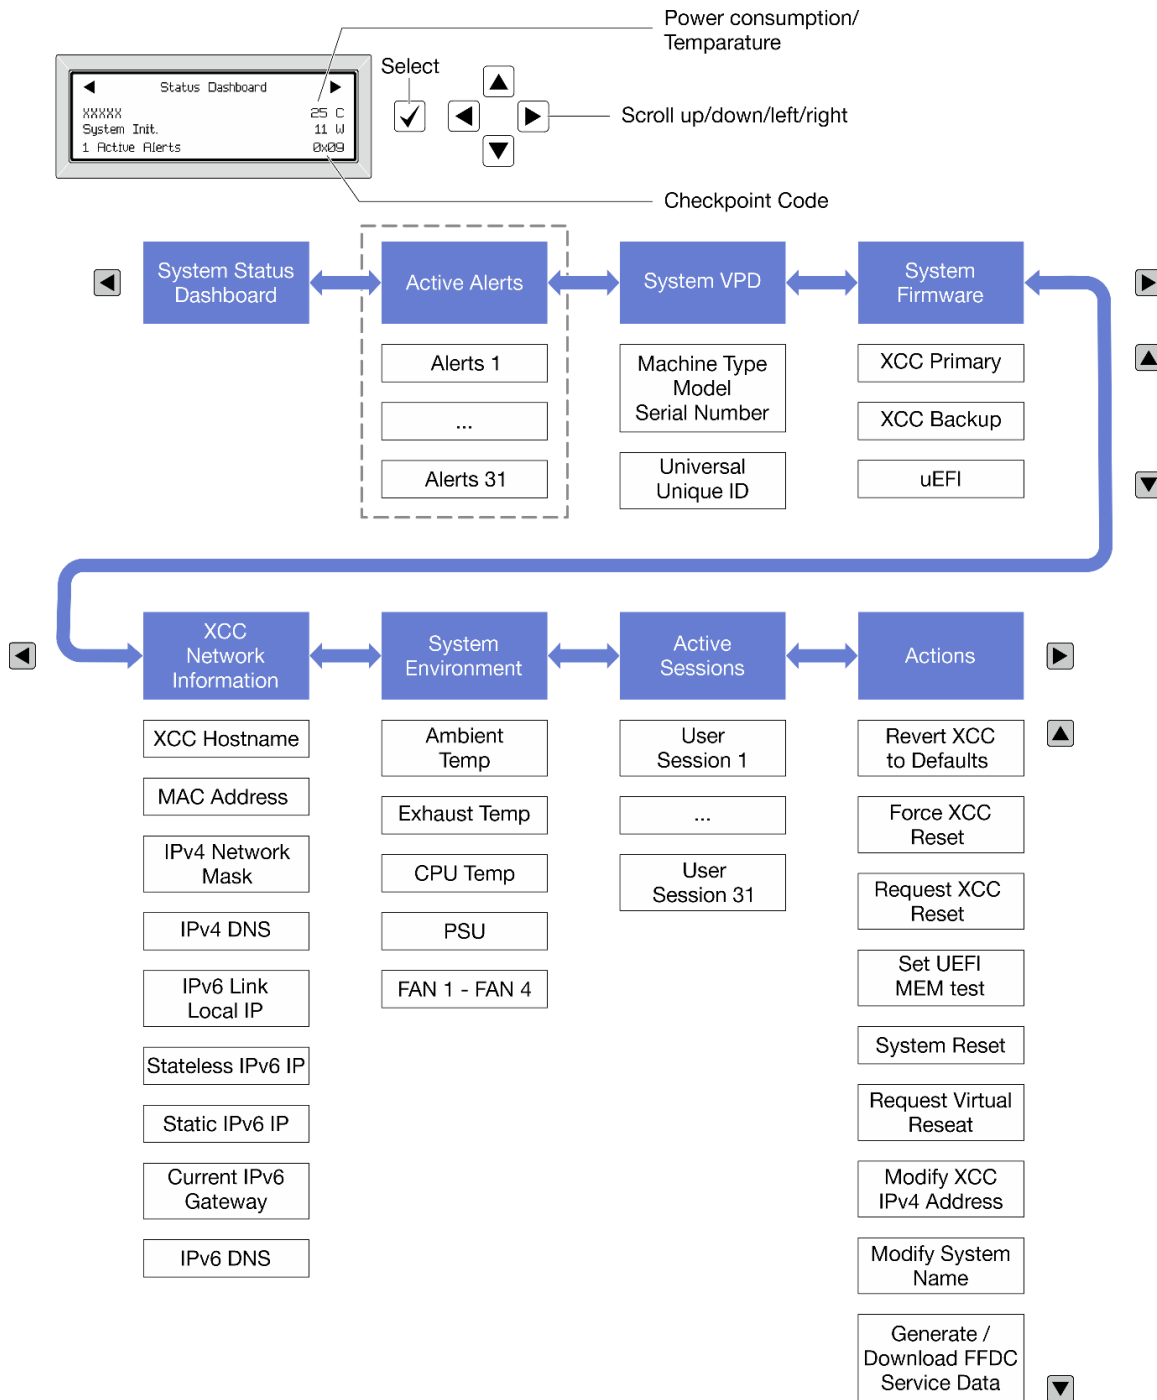 Power consumption/
Temparature
Select
Status Dashboard
XXXXX 25 C
System Init. 11 W
1 Active Alerts 0x09
Scroll up/down/left/right
Checkpoint Code
System Status
Dashboard
Active Alerts
System VPD
System
Firmware
Alerts 1
...
Alerts 31
Machine Type
Model
Serial Number
Universal
Unique ID
XCC Primary
XCC Backup
uEFI
XCC
Network
Information
System
Environment
Active
Sessions
Actions
XCC Hostname
MAC Address
IPv4 Network
Mask
IPv4 DNS
IPv6 Link
Local IP
Stateless IPv6 IP
Static IPv6 IP
Current IPv6
Gateway
IPv6 DNS
Ambient
Temp
Exhaust Temp
CPU Temp
PSU
FAN 1 - FAN 4
User
Session 1
...
User
Session 31
Revert XCC
to Defaults
Force XCC
Reset
Request XCC
Reset
Set UEFI
MEM test
System Reset
Request Virtual
Reseat
Modify XCC
IPv4 Address
Modify System
Name
Generate /
Download FFDC
Service Data